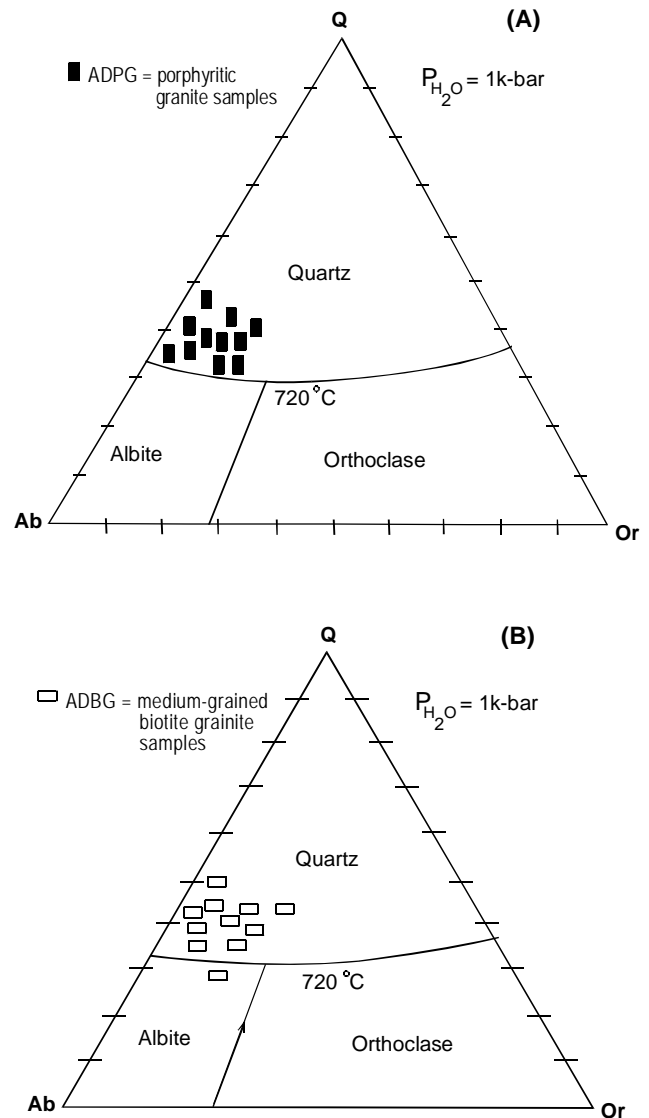 Q
(A)
ADPG = porphyritic
granite samples
PH2O = 1k-bar
Quartz
720 °C
Albite
Orthoclase
Ab
Or
Q
(B)
ADBG = medium-grained
biotite grainite
samples
PH2O = 1k-bar
Quartz
720 °C
Albite
Orthoclase
Ab
Or